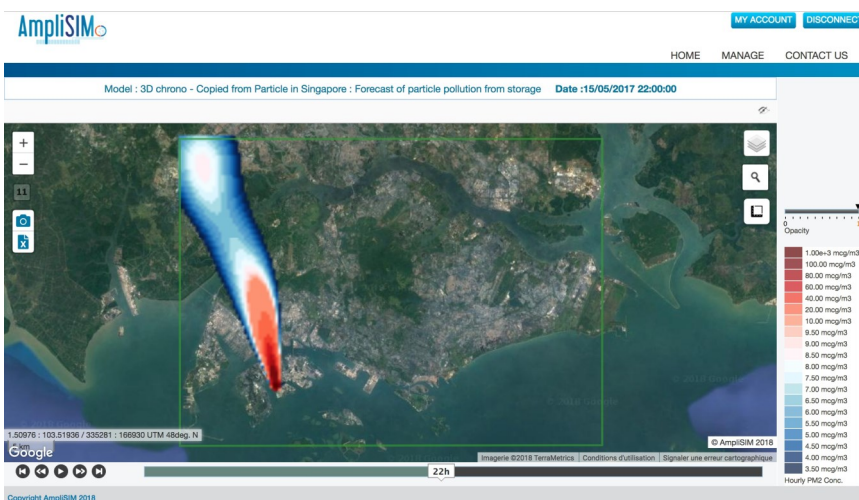 AmpliSIM
MY ACCOUNT
DISCONNECT
HOME
MANAGE
CONTACT US
Model : 3D chrono - Copied from Particle in Singapore : Forecast of particle pollution from storage Date :15/05/2017 22:00:00
+
−
11
0
Opacity
1.00e+3 mcg/m3
100.00 mcg/m3
80.00 mcg/m3
60.00 mcg/m3
40.00 mcg/m3
20.00 mcg/m3
10.00 mcg/m3
9.50 mcg/m3
9.00 mcg/m3
8.50 mcg/m3
8.00 mcg/m3
7.50 mcg/m3
7.00 mcg/m3
6.50 mcg/m3
6.00 mcg/m3
5.50 mcg/m3
5.00 mcg/m3
4.50 mcg/m3
4.00 mcg/m3
3.50 mcg/m3
Hourly PM2 Conc.
© 2018 Google
© 2018 Google
1.50976 : 103.51936 / 335281 : 166930 UTM 48deg. N
km
Google
© AmpliSIM 2018
Imagerie ©2018 TerraMetrics
Conditions d'utilisation
Signaler une erreur cartographique
22h
Copyright AmpliSIM 2018